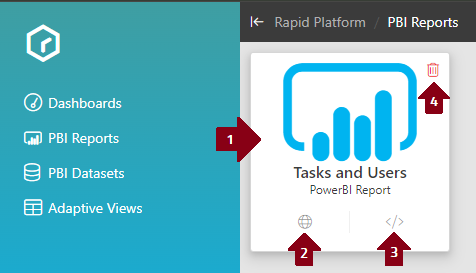 Rapid Platform / PBI Reports
Dashboards
PBI Reports
PBI Datasets
Adaptive Views
4
1
Tasks and Users
PowerBI Report
</>
2
3